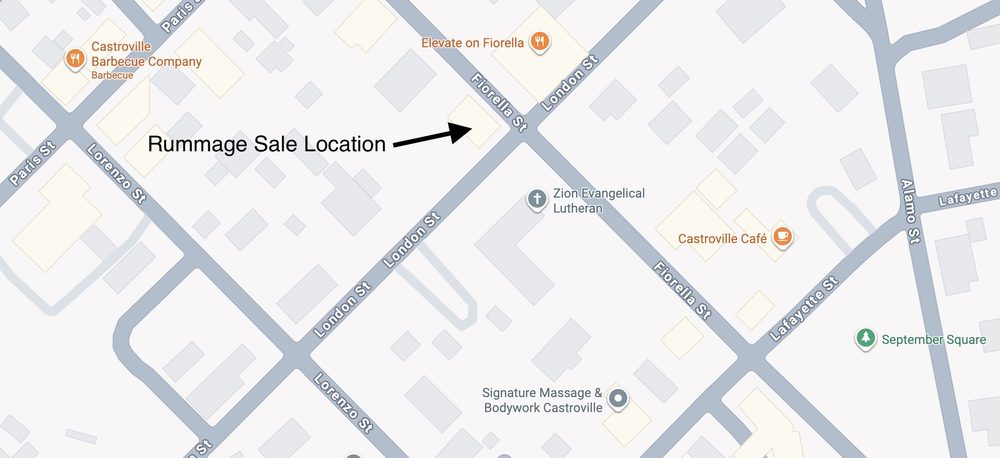 Paris St
Castroville
Barbecue Company
Barbecue
Elevate on Fiorella
Fiorella St
London St
Lafayette
Rummage Sale Location
Paris St
Lorenzo St
Zion Evangelical
Lutheran
Alamo St
Lafayette
London St
Castroville Café
Fiorella St
London St
Lafayette St
September Square
Lorenzo St
Signature Massage &
Bodywork Castroville
St